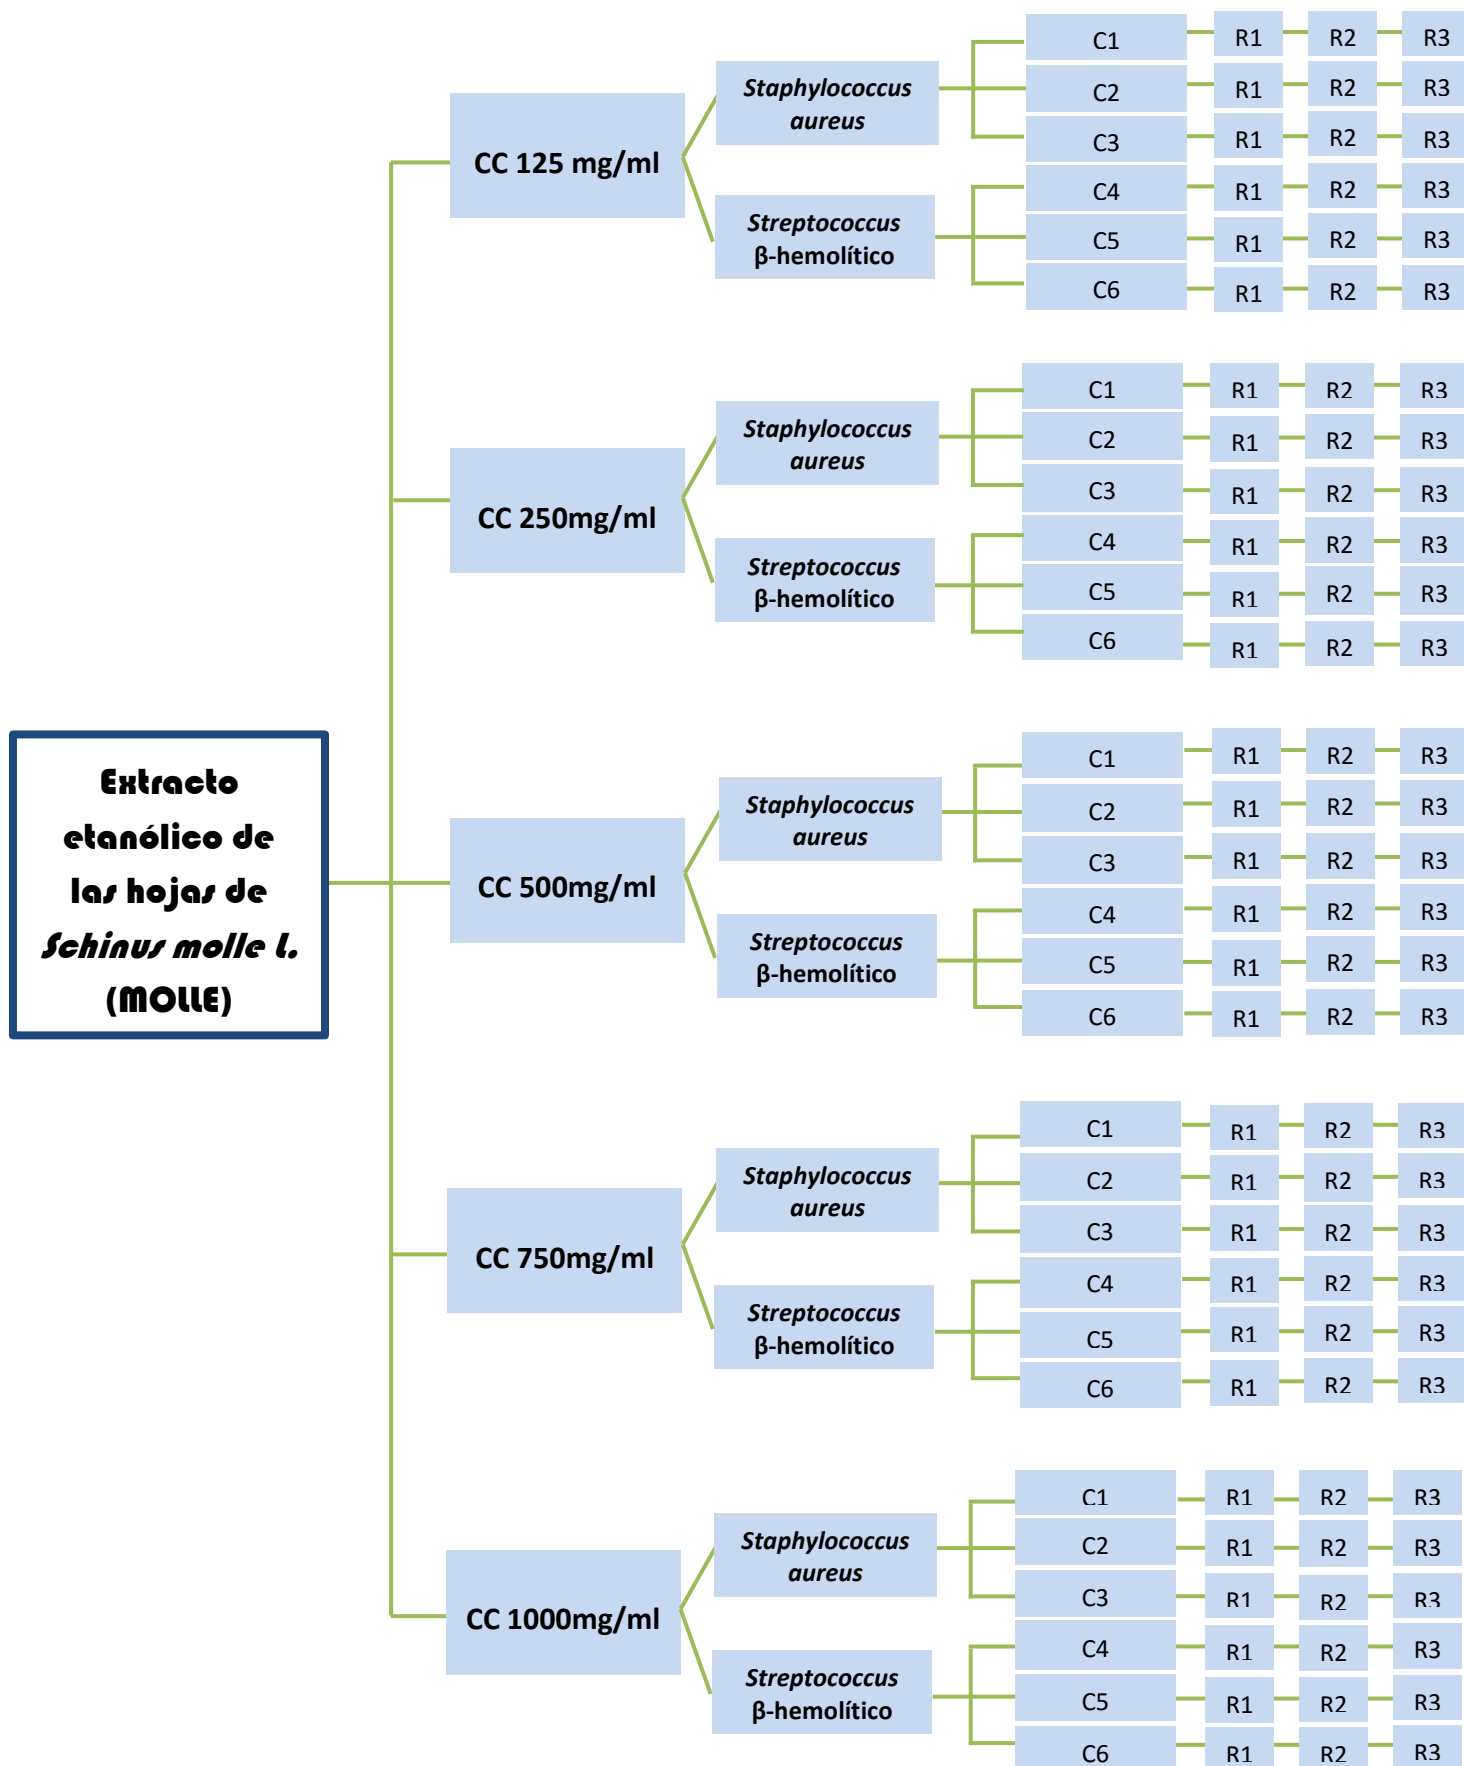 Extracto
etanólico de
las hojas de
Schinus molle L.
(MOLLE)
CC 125 mg/ml
Staphylococcus
aureus
C1 R1 R2 R3
C2 R1 R2 R3
C3 R1 R2 R3
Streptococcus
β-hemolítico
C4 R1 R2 R3
C5 R1 R2 R3
C6 R1 R2 R3
CC 250mg/ml
Staphylococcus
aureus
C1 R1 R2 R3
C2 R1 R2 R3
C3 R1 R2 R3
Streptococcus
β-hemolítico
C4 R1 R2 R3
C5 R1 R2 R3
C6 R1 R2 R3
CC 500mg/ml
Staphylococcus
aureus
C1 R1 R2 R3
C2 R1 R2 R3
C3 R1 R2 R3
Streptococcus
β-hemolítico
C4 R1 R2 R3
C5 R1 R2 R3
C6 R1 R2 R3
CC 750mg/ml
Staphylococcus
aureus
C1 R1 R2 R3
C2 R1 R2 R3
C3 R1 R2 R3
Streptococcus
β-hemolítico
C4 R1 R2 R3
C5 R1 R2 R3
C6 R1 R2 R3
CC 1000mg/ml
Staphylococcus
aureus
C1 R1 R2 R3
C2 R1 R2 R3
C3 R1 R2 R3
Streptococcus
β-hemolítico
C4 R1 R2 R3
C5 R1 R2 R3
C6 R1 R2 R3